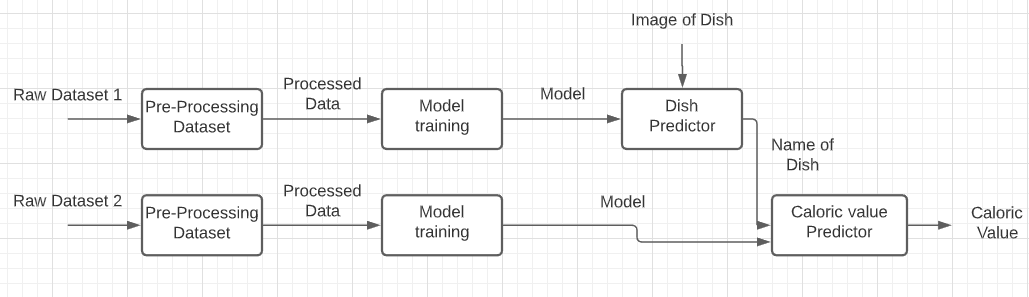 Image of Dish
Raw Dataset 1
Pre-Processing
Dataset
Processed
Data
Model
training
Model
Dish
Predictor
Name of
Dish
Raw Dataset 2
Pre-Processing
Dataset
Processed
Data
Model
training
Model
Caloric value
Predictor
Caloric
Value